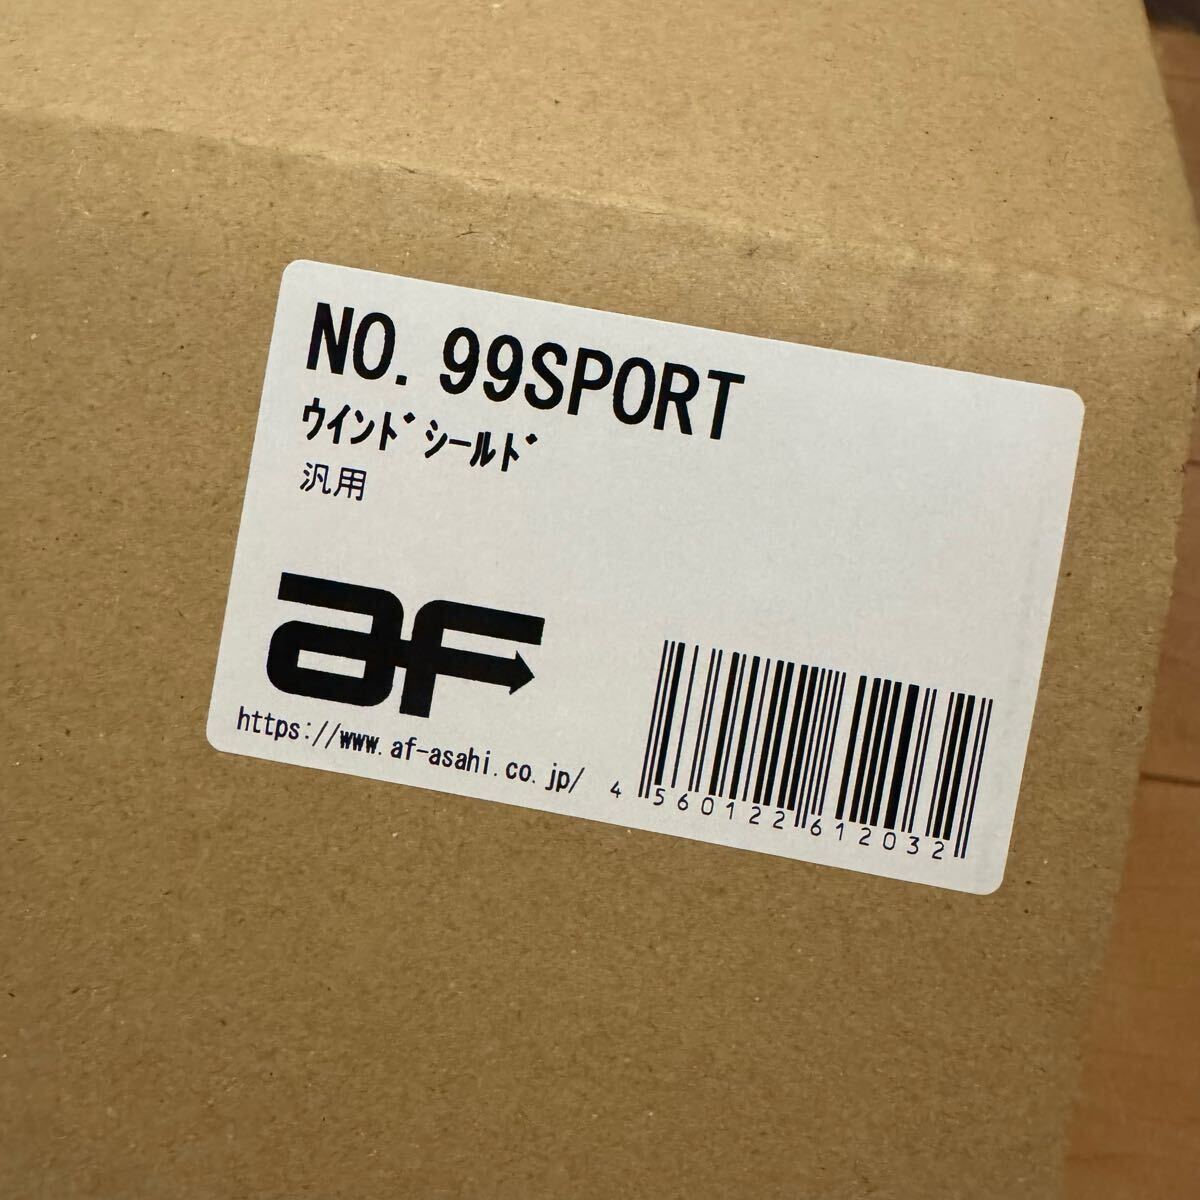 NO. 99SPORT
ウインドシールド
汎用
af
https://www.af-asahi.co.jp/
4 560122 612032